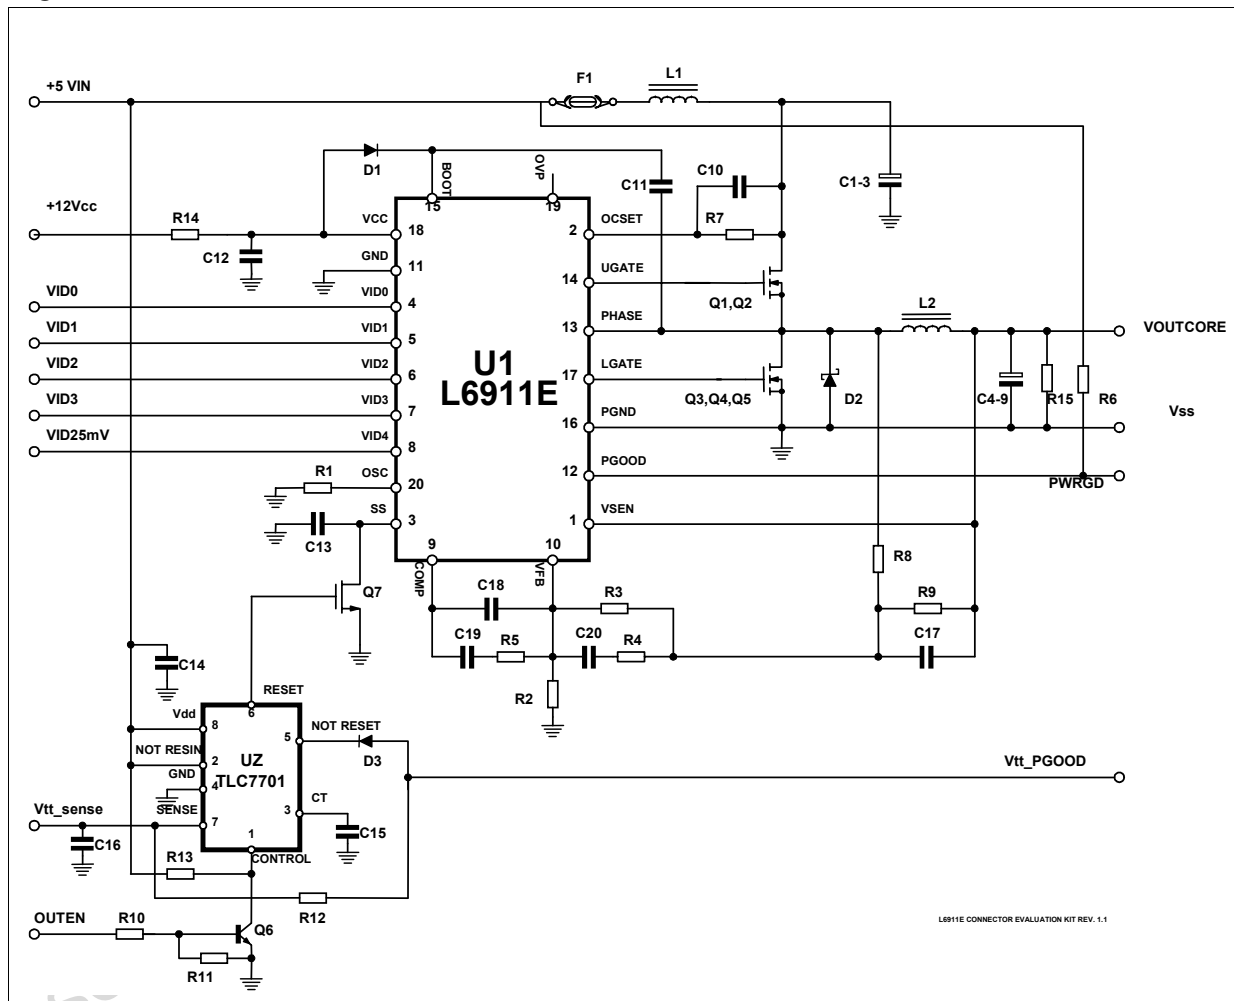 F1
L1
+5 VIN
D1
BOOT
OVP
C11
C10
C1-3
15
19
+12Vcc
R14
VCC
18
2
OCSET
R7
C12
GND
11
14
UGATE
Q1,Q2
VID0
VID0
4
13
PHASE
L2
VOUTCORE
VID1
VID1
5
U1
L6911E
17
LGATE
VID2
VID2
6
Q3,Q4,Q5
D2
C4-9
R15
R6
VID3
VID3
7
16
PGND
Vss
VID25mV
VID4
8
12
PGOOD
PWRGD
OSC
R1
20
SS
3
1
VSEN
C13
9
10
COMP
VFB
R8
Q7
C18
R3
R9
C19
R5
C20
R4
C17
C14
R2
RESET
6
Vdd
8
5
NOT RESET
D3
NOT RESIN
2
UZ
TLC7701
GND
4
Vtt_PGOOD
Vtt_sense
SENSE
7
3
CT
C15
C16
1
CONTROL
R13
R12
OUTEN
R10
Q6
R11
L6911E CONNECTOR EVALUATION KIT REV. 1.1